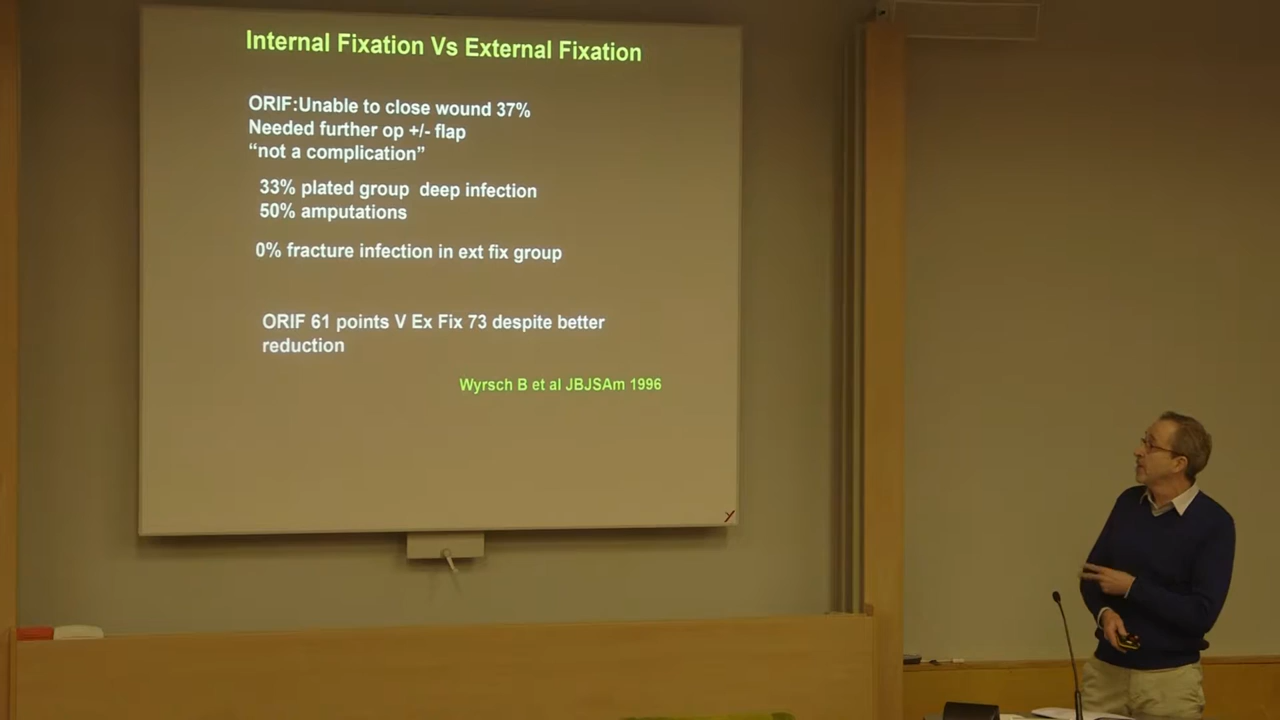 Internal Fixation Vs External Fixation
ORIF:Unable to close wound 37%
Needed further op +/- flap
“not a complication”
33% plated group deep infection
50% amputations
0% fracture infection in ext fix group
ORIF 61 points V Ex Fix 73 despite better
reduction
Wyrsch B et al JBJSAm 1996